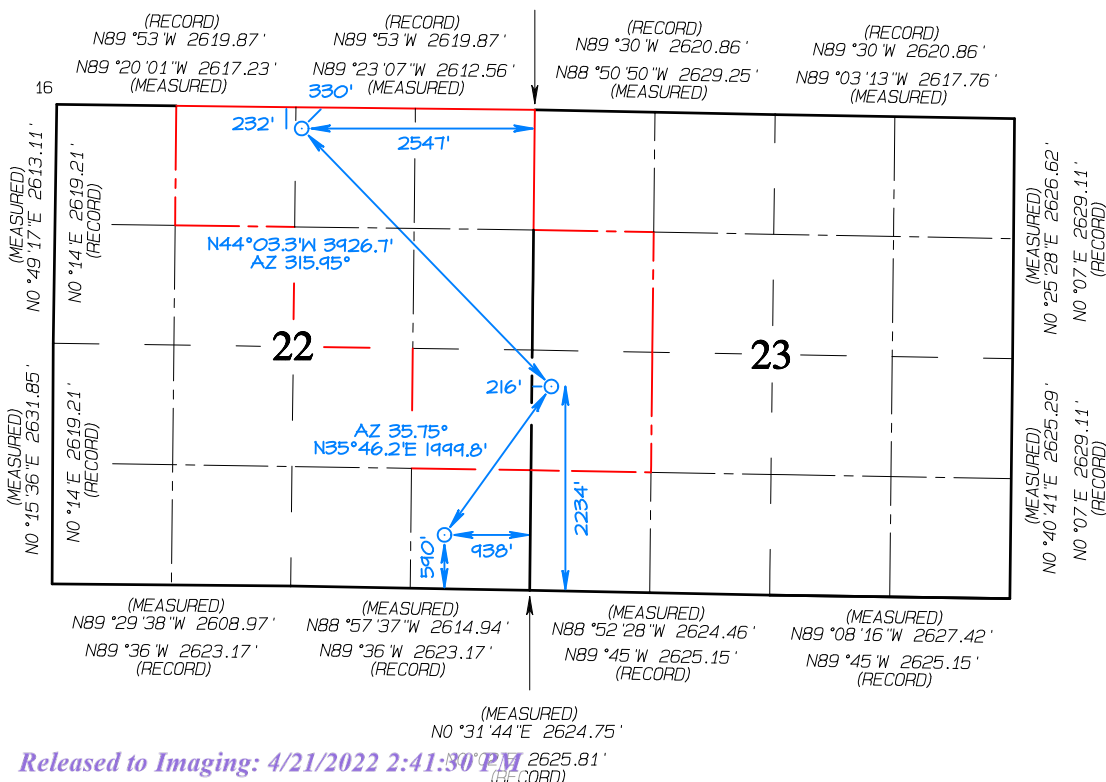 (RECORD)
N89°53'W 2619.87'
N89°20'01"W 2617.23'
(MEASURED)
(RECORD)
N89°53'W 2619.87'
N89°23'07"W 2612.56'
(MEASURED)
(RECORD)
N89°30'W 2620.86'
N88°50'50"W 2629.25'
(MEASURED)
(RECORD)
N89°30'W 2620.86'
N89°03'13"W 2617.76'
(MEASURED)
16
330'
232'
2547'
(MEASURED)
N0°49'17"E 2613.11'
N0°14'E 2619.21'
(RECORD)
(MEASURED)
N0°25'28"E 2626.62'
N0°07'E 2629.11'
(RECORD)
N44°03.3'W 3926.7'
AZ 315.95°
22
23
216'
AZ 35.75°
N35°46.2'E 1999.8'
2234'
938'
590'
(MEASURED)
N0°15'36"E 2631.85'
N0°14'E 2619.21'
(RECORD)
(MEASURED)
N0°40'41"E 2625.29'
N0°07'E 2629.11'
(RECORD)
(MEASURED)
N89°29'38"W 2608.97'
N89°36'W 2623.17'
(RECORD)
(MEASURED)
N88°57'37"W 2614.94'
N89°36'W 2623.17'
(RECORD)
(MEASURED)
N88°52'28"W 2624.46'
N89°45'W 2625.15'
(RECORD)
(MEASURED)
N89°08'16"W 2627.42'
N89°45'W 2625.15'
(RECORD)
(MEASURED)
N0°31'44"E 2624.75'
2625.81'
(RECORD)
Released to Imaging: 4/21/2022 2:41:30 PM